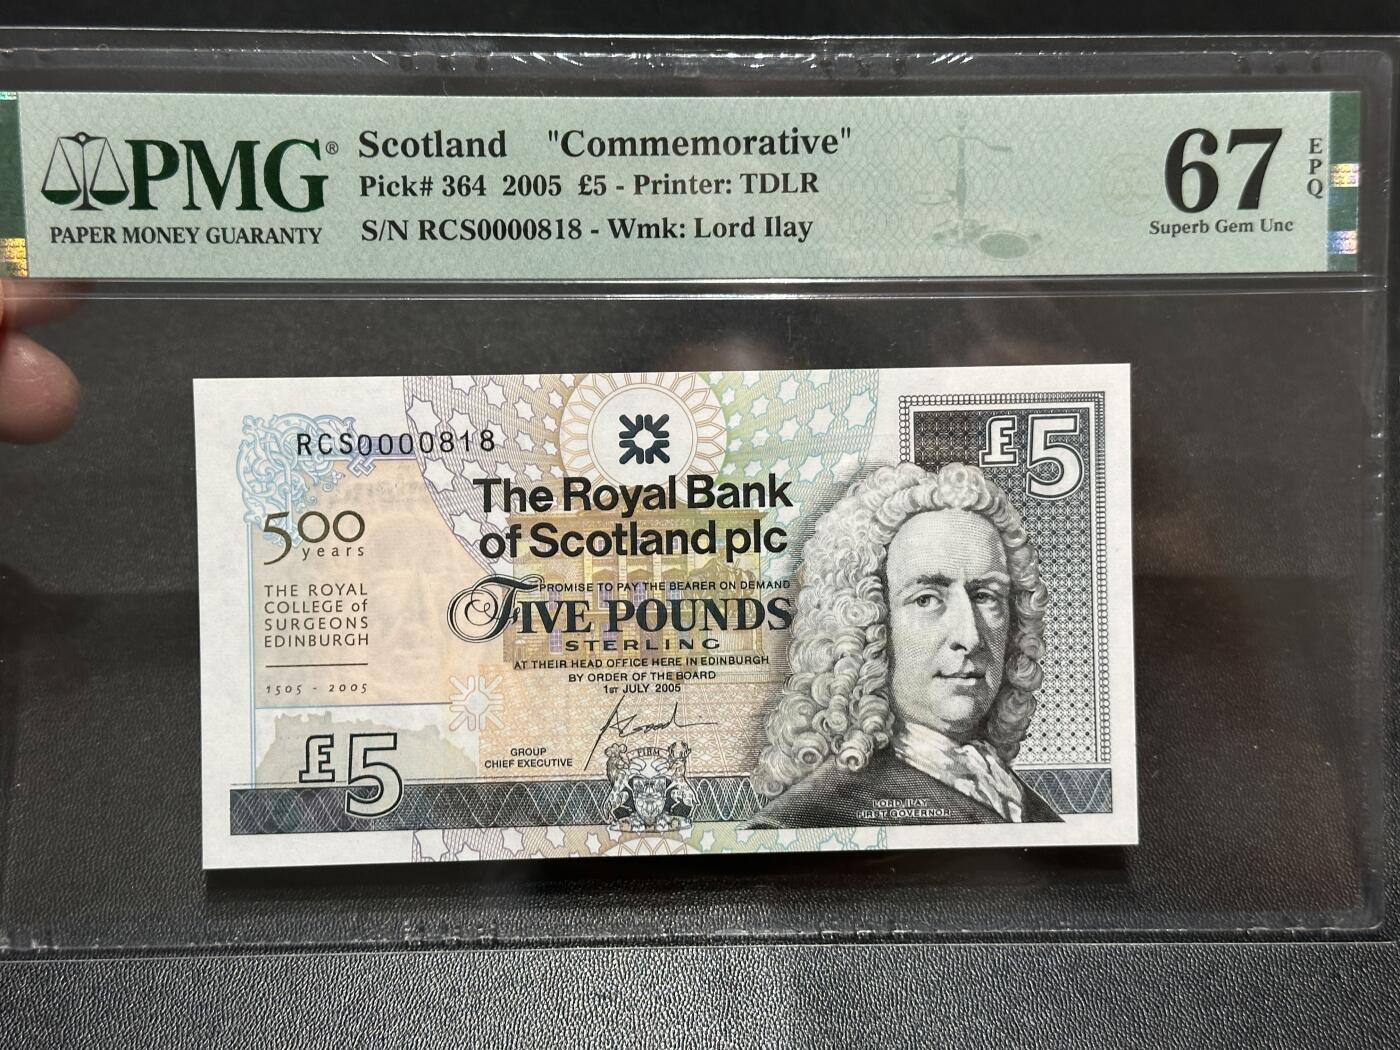 PMG®
PAPER MONEY GUARANTY
Scotland "Commemorative"
Pick# 364 2005 £5 - Printer: TDLR
S/N RCS0000818 - Wmk: Lord Ilay
67
EPQ
Superb Gem Unc
RCS0000818
£5
The Royal Bank
of Scotland plc
500
years
THE ROYAL
COLLEGE of
SURGEONS
EDINBURGH
1505 - 2005
PROMISE TO PAY THE BEARER ON DEMAND
FIVE POUNDS
STERLING
AT THEIR HEAD OFFICE HERE IN EDINBURGH
BY ORDER OF THE BOARD
1ST JULY 2005
GROUP
CHIEF EXECUTIVE
£5
FIRM
LORD ILAY
FIRST GOVERNOR